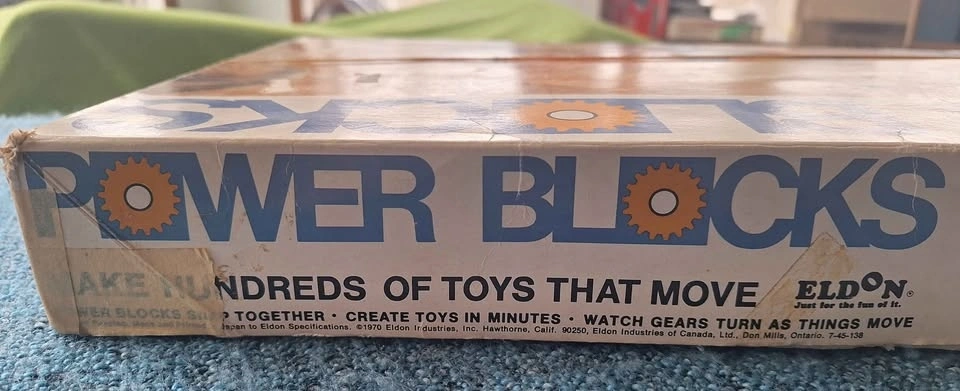 POWER BLOCKS
MAKE HUNDREDS OF TOYS THAT MOVE
ELDON®
Just for the fun of it.
POWER BLOCKS SNAP TOGETHER • CREATE TOYS IN MINUTES • WATCH GEARS TURN AS THINGS MOVE
Japan to Eldon Specifications. ©1970 Eldon Industries, Inc. Hawthorne, Calif. 90250, Eldon Industries of Canada, Ltd., Don Mills, Ontario. 7-45-138